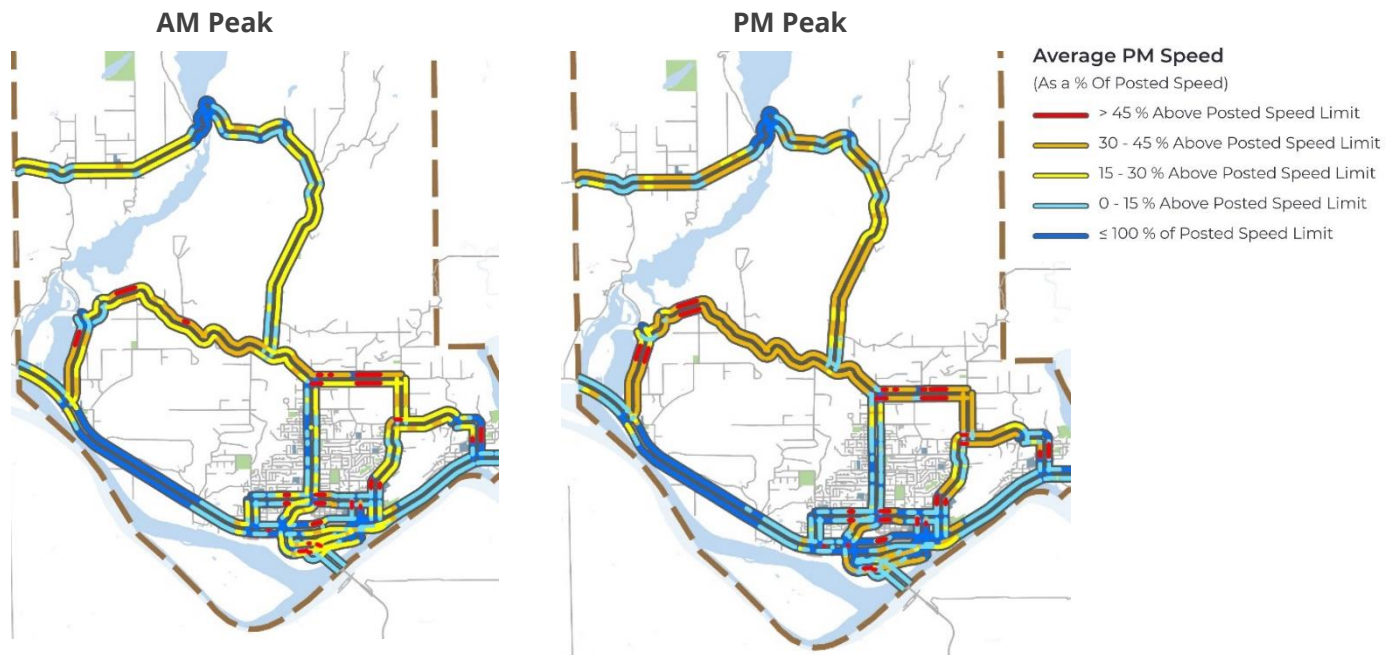 AM Peak
PM Peak
Average PM Speed
(As a % Of Posted Speed)
> 45 % Above Posted Speed Limit
30 - 45 % Above Posted Speed Limit
15 - 30 % Above Posted Speed Limit
0 - 15 % Above Posted Speed Limit
≤ 100 % of Posted Speed Limit